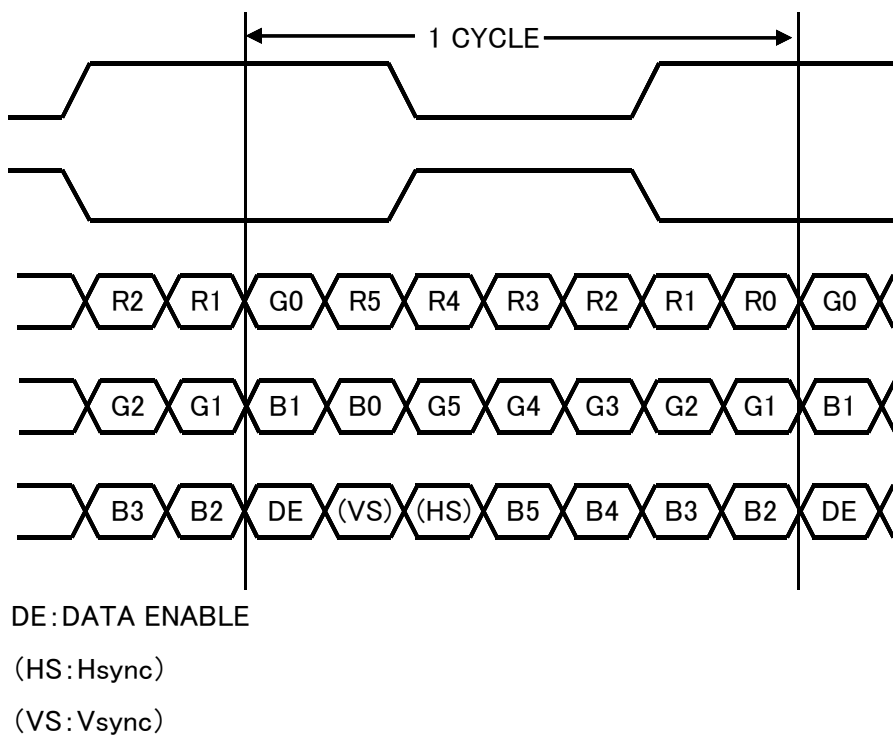 1 CYCLE
R2 R1 G0 R5 R4 R3 R2 R1 R0 G0
G2 G1 B1 B0 G5 G4 G3 G2 G1 B1
B3 B2 DE (VS) (HS) B5 B4 B3 B2 DE
DE:DATA ENABLE
(HS:Hsync)
(VS:Vsync)